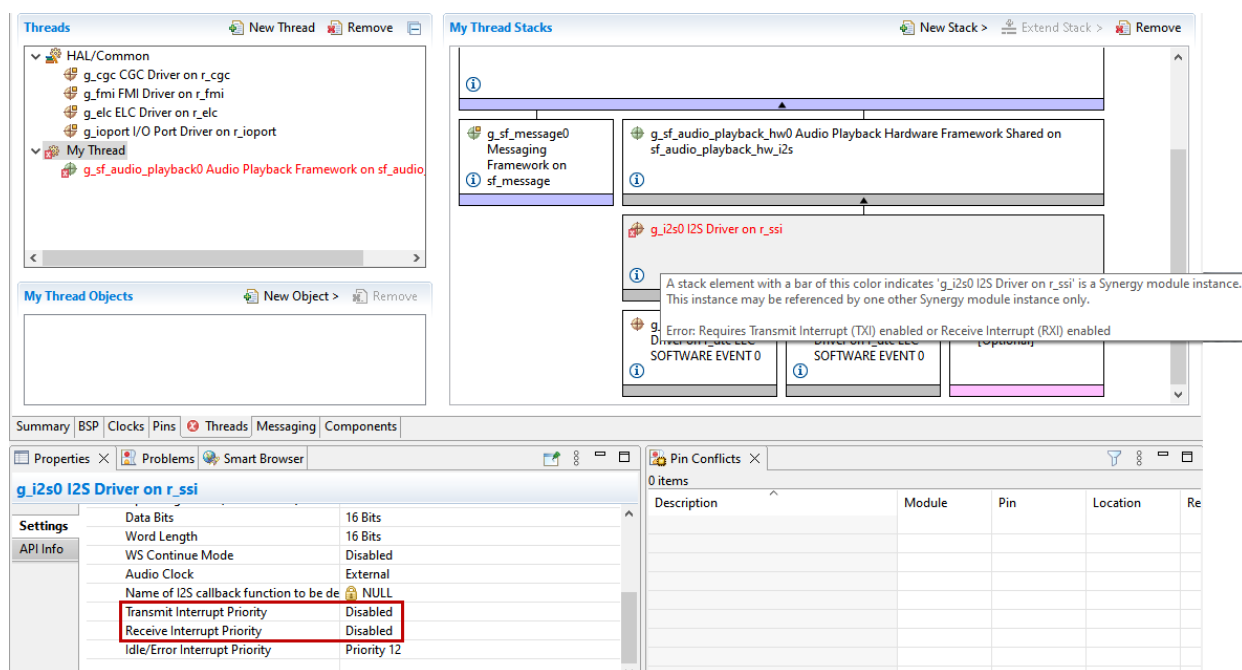 Threads
New Thread
Remove
HAL/Common
g_cgc CGC Driver on r_cgc
g_fmi FMI Driver on r_fmi
g_elc ELC Driver on r_elc
g_ioport I/O Port Driver on r_ioport
My Thread
g_sf_audio_playback0 Audio Playback Framework on sf_audio_
My Thread Objects
New Object >
Remove
My Thread Stacks
New Stack >
Extend Stack >
Remove
g_sf_message0
Messaging
Framework on
sf_message
g_sf_audio_playback_hw0 Audio Playback Hardware Framework Shared on
sf_audio_playback_hw_i2s
g_i2s0 I2S Driver on r_ssi
A stack element with a bar of this color indicates 'g_i2s0 I2S Driver on r_ssi' is a Synergy module instance.
This instance may be referenced by one other Synergy module instance only.
Error: Requires Transmit Interrupt (TXI) enabled or Receive Interrupt (RXI) enabled
SOFTWARE EVENT 0
SOFTWARE EVENT 0
[Optional]
Summary
BSP
Clocks
Pins
Threads
Messaging
Components
Properties
Problems
Smart Browser
g_i2s0 I2S Driver on r_ssi
Settings
API Info
Data Bits 16 Bits
Word Length 16 Bits
WS Continue Mode Disabled
Audio Clock External
Name of I2S callback function to be de NULL
Transmit Interrupt Priority Disabled
Receive Interrupt Priority Disabled
Idle/Error Interrupt Priority Priority 12
Pin Conflicts
0 items
Description Module Pin Location Re